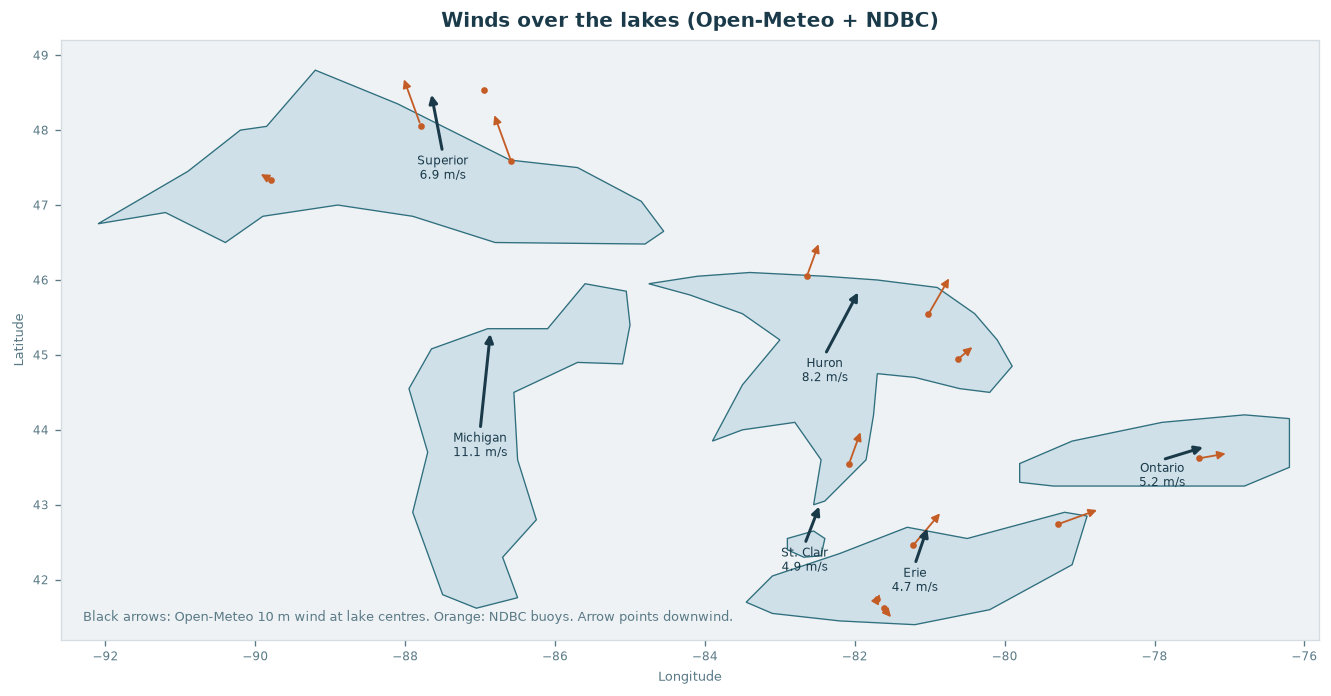 Winds over the lakes (Open-Meteo + NDBC)
49
48
47
46
45
44
43
42
Latitude
Superior
6.9 m/s
Huron
8.2 m/s
Michigan
11.1 m/s
Ontario
5.2 m/s
St. Clair
4.9 m/s
Erie
4.7 m/s
Black arrows: Open-Meteo 10 m wind at lake centres. Orange: NDBC buoys. Arrow points downwind.
−92
−90
−88
−86
−84
−82
−80
−78
−76
Longitude